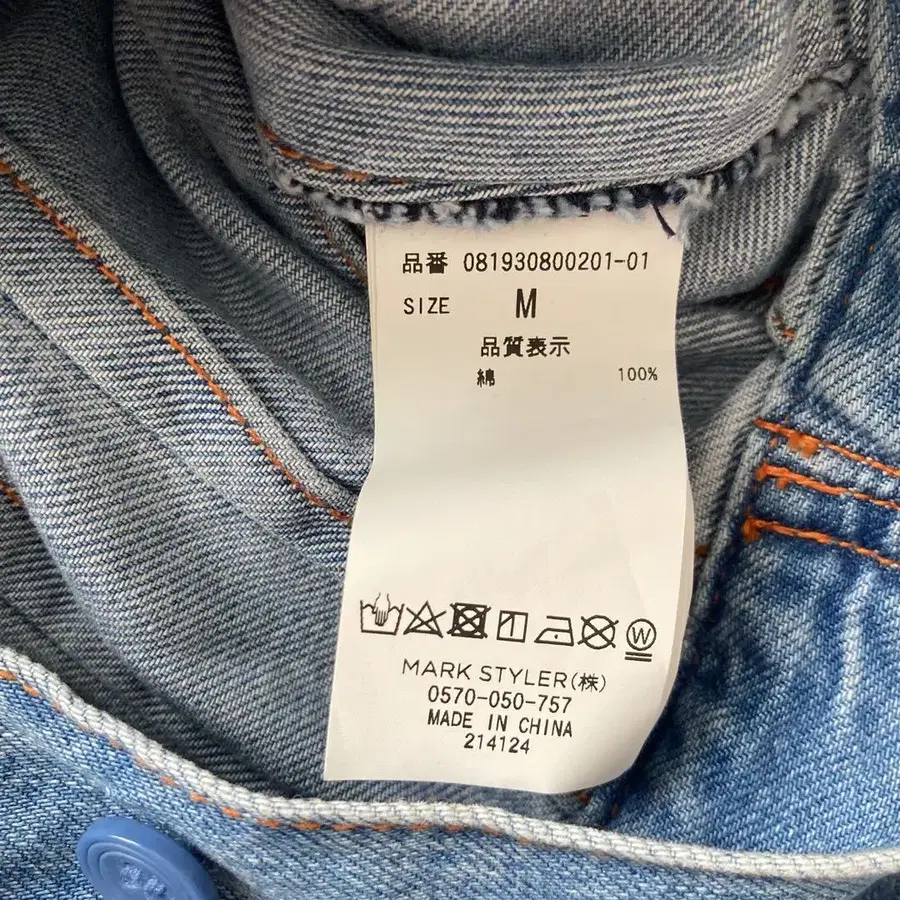 品番 081930800201-01
SIZE M
品質表示
綿 100%
W
MARK STYLER(株)
0570-050-757
MADE IN CHINA
214124